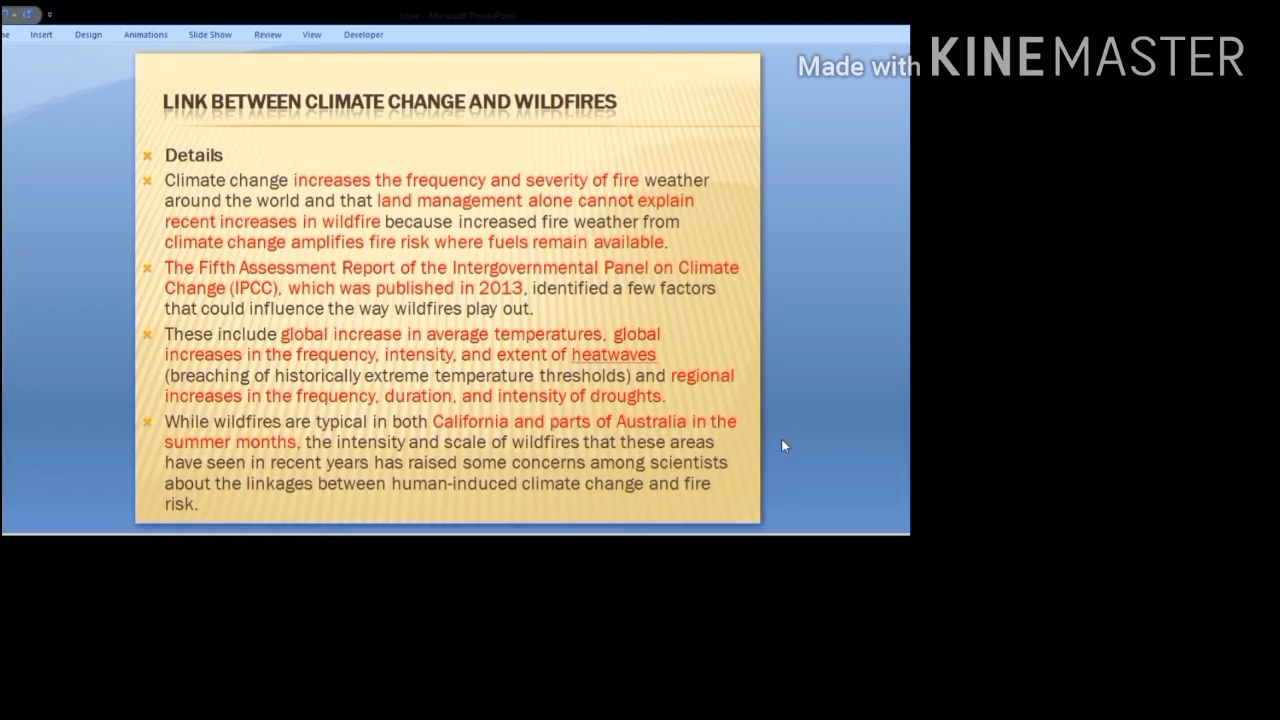 Issue - Microsoft PowerPoint
Insert Design Animations Slide Show Review View Developer
Made with KINEMASTER
LINK BETWEEN CLIMATE CHANGE AND WILDFIRES
Details
Climate change increases the frequency and severity of fire weather
around the world and that land management alone cannot explain
recent increases in wildfire because increased fire weather from
climate change amplifies fire risk where fuels remain available.
The Fifth Assessment Report of the Intergovernmental Panel on Climate
Change (IPCC), which was published in 2013, identified a few factors
that could influence the way wildfires play out.
These include global increase in average temperatures, global
increases in the frequency, intensity, and extent of heatwaves
(breaching of historically extreme temperature thresholds) and regional
increases in the frequency, duration, and intensity of droughts.
While wildfires are typical in both California and parts of Australia in the
summer months, the intensity and scale of wildfires that these areas
have seen in recent years has raised some concerns among scientists
about the linkages between human-induced climate change and fire
risk.